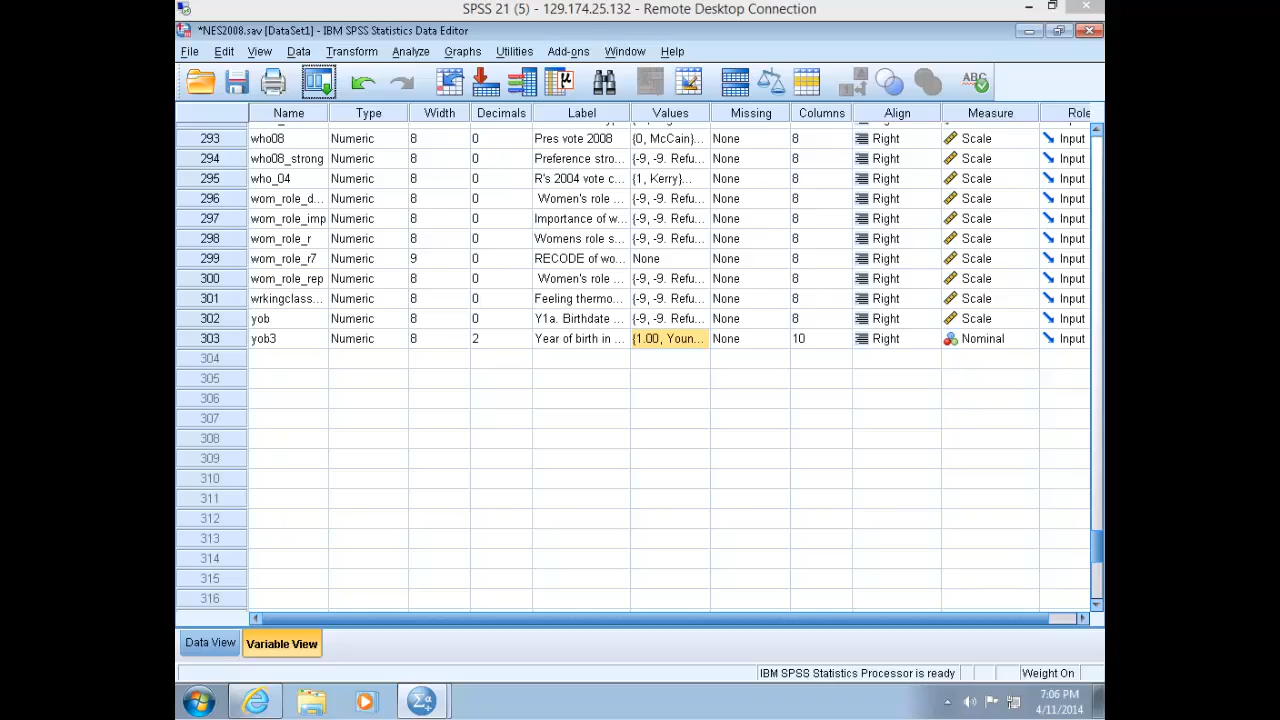 SPSS 21 (5) - 129.174.25.132 - Remote Desktop Connection
*NES2008.sav [DataSet1] - IBM SPSS Statistics Data Editor
File Edit View Data Transform Analyze Graphs Utilities Add-ons Window Help
Name Type Width Decimals Label Values Missing Columns Align Measure Role
293 who08 Numeric 8 0 Pres vote 2008 {0, McCain}... None 8 Right Scale Input
294 who08_strong Numeric 8 0 Preference stro... {-9, -9. Refu... None 8 Right Scale Input
295 who_04 Numeric 8 0 R's 2004 vote c... {1, Kerry}... None 8 Right Scale Input
296 wom_role_d... Numeric 8 0 Women's role ... {-9, -9. Refu... None 8 Right Scale Input
297 wom_role_imp Numeric 8 0 Importance of w... {-9, -9. Refu... None 8 Right Scale Input
298 wom_role_r Numeric 8 0 Womens role s... {-9, -9. Refu... None 8 Right Scale Input
299 wom_role_r7 Numeric 9 0 RECODE of wo... None None 8 Right Scale Input
300 wom_role_rep Numeric 8 0 Women's role ... {-9, -9. Refu... None 8 Right Scale Input
301 wrkingclass... Numeric 8 0 Feeling thermo... {-9, -9. Refu... None 8 Right Scale Input
302 yob Numeric 8 0 Y1a. Birthdate ... {-9, -9. Refu... None 8 Right Scale Input
303 yob3 Numeric 8 2 Year of birth in ... {1.00, Youn... None 10 Right Nominal Input
304
305
306
307
308
309
310
311
312
313
314
315
316
Data View Variable View
IBM SPSS Statistics Processor is ready Weight On
7:06 PM
4/11/2014